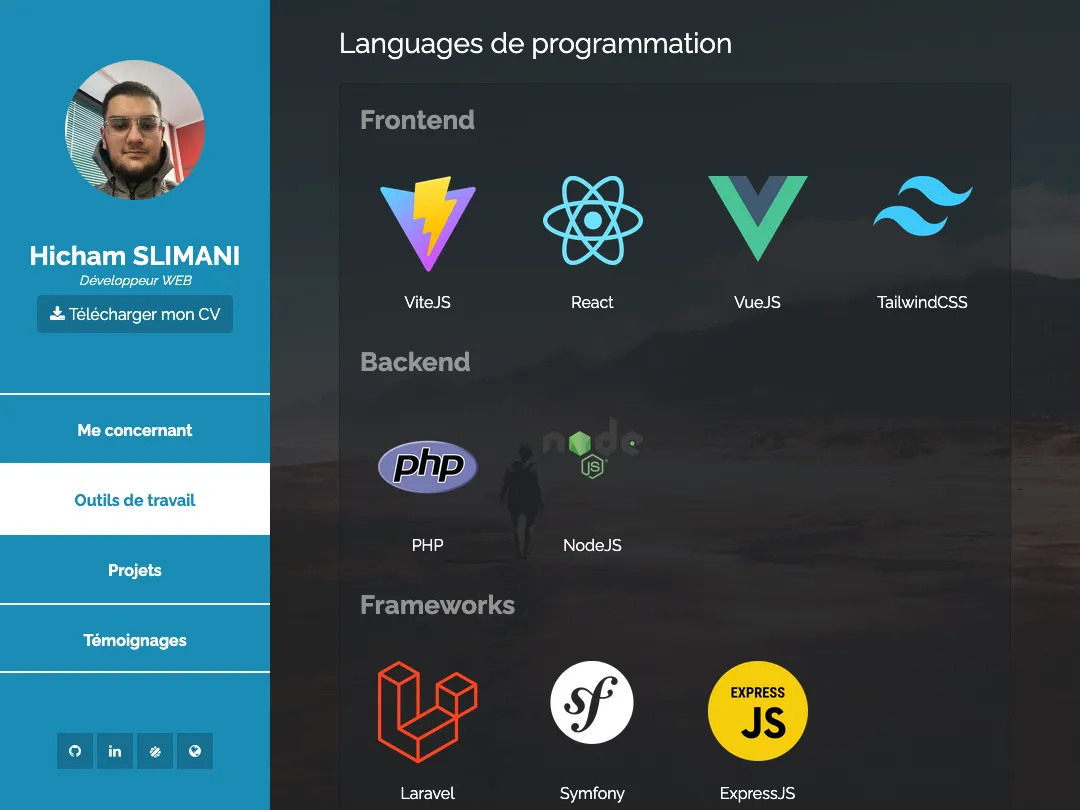 Hicham SLIMANI
Développeur WEB
Télécharger mon CV
Me concernant
Outils de travail
Projets
Témoignages
in
Languages de programmation
Frontend
ViteJS
React
VueJS
TailwindCSS
Backend
php
node
JS
PHP
NodeJS
Frameworks
sf
EXPRESS
JS
Laravel
Symfony
ExpressJS